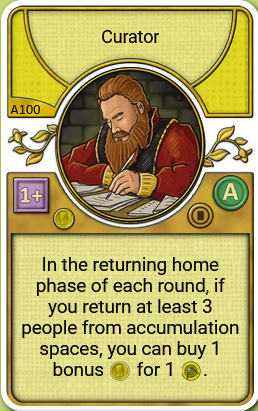 Curator
A100
1+
A
In the returning home
phase of each round, if
you return at least 3
people from accumulation
spaces, you can buy 1
bonus for 1 .